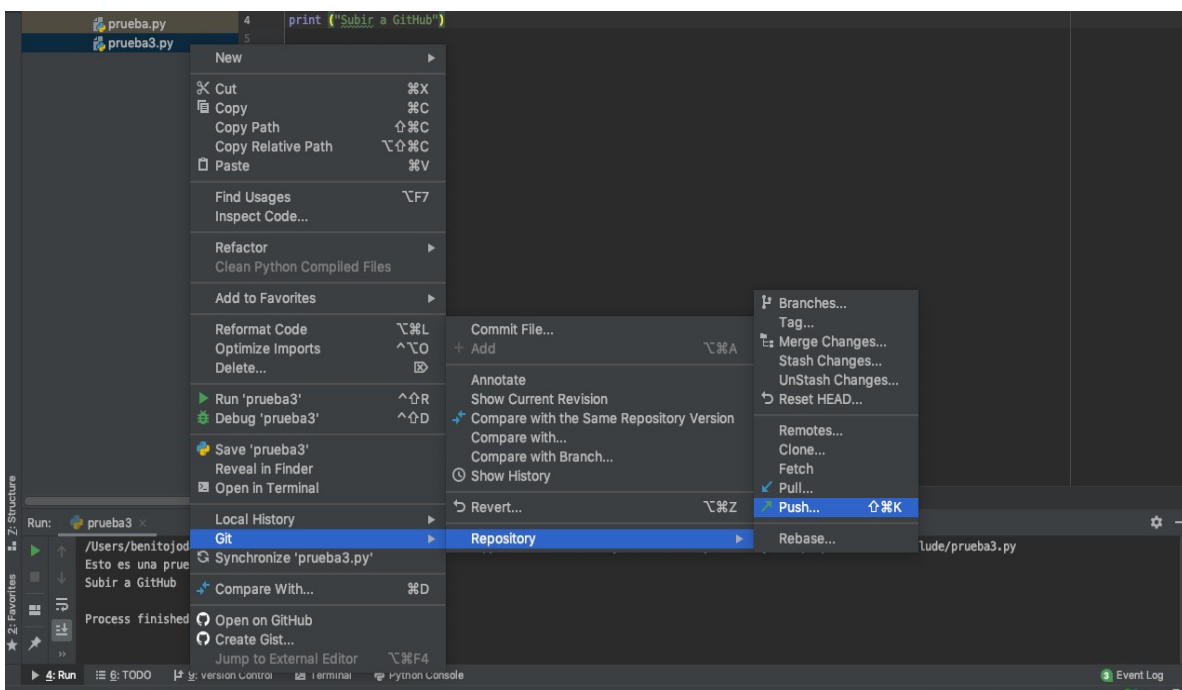 prueba.py
prueba3.py
4 print ("Subir a GitHub")
5
New
Cut ⌘X
Copy ⌘C
Copy Path ⇧⌘C
Copy Relative Path ⌥⇧⌘C
Paste ⌘V
Find Usages ⌥F7
Inspect Code...
Refactor
Clean Python Compiled Files
Add to Favorites
Reformat Code ⌥⌘L
Optimize Imports ^⌥O
Delete... ⌦
Run 'prueba3' ^⇧R
Debug 'prueba3' ^⇧D
Save 'prueba3'
Reveal in Finder
Open in Terminal
Local History
Git
Synchronize 'prueba3.py'
Compare With... ⌘D
Open on GitHub
Create Gist...
Jump to External Editor ⌥⌘F4
Commit File...
Add ⌥⌘A
Annotate
Show Current Revision
Compare with the Same Repository Version
Compare with...
Compare with Branch...
Show History
Revert... ⌥⌘Z
Repository
Branches...
Tag...
Merge Changes...
Stash Changes...
UnStash Changes...
Reset HEAD...
Remotes...
Clone...
Fetch
Pull...
Push... ⇧⌘K
Rebase...
Z: Structure
2: Favorites
Run: prueba3
/Users/benitojod lude/prueba3.py
Esto es una prue
Subir a GitHub
Process finished
4: Run 6: TODO 9: Version Control Terminal Python Console 3 Event Log